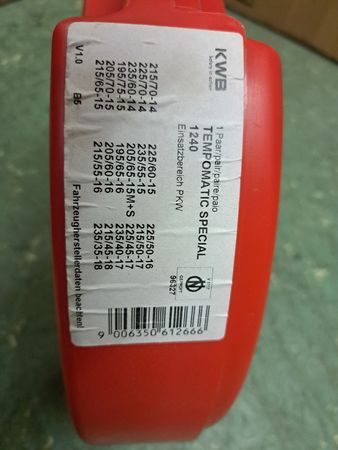 KWB
1 Paar/pair/paire/paio
TEMPOMATIC SPECIAL
1240
Einsatzbereich PKW
96327
215/70-14 225/60-15 225/50-16
225/70-14 235/55-15 215/50-17
235/60-14 205/65-15M+S 225/45-17
195/75-15 195/65-16 235/40-17
205/70-15 205/60-16 215/45-18
215/65-15 215/55-16 235/35-18
V1.0 B5 Fahrzeugherstellerdaten beachten!
9 006350 612666